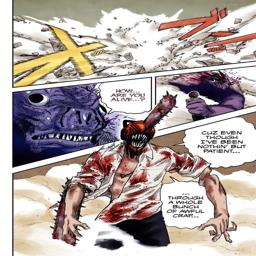 HOW...
ARE YOU
ALIVE...?
CUZ EVEN
THOUGH
I'VE BEEN
NOTHIN' BUT
PATIENT...
...THROUGH
A WHOLE
BUNCH OF
AWFUL
CRAP...